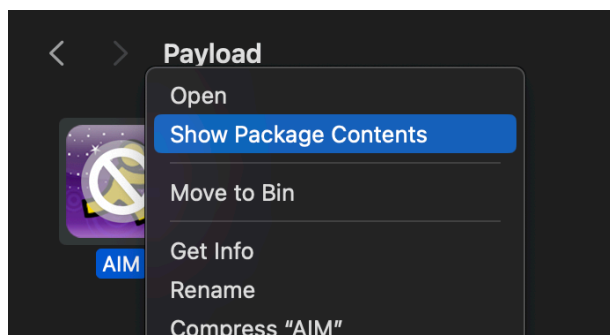 Payload
Open
Show Package Contents
Move to Bin
AIM
Get Info
Rename
Compress “AIM”